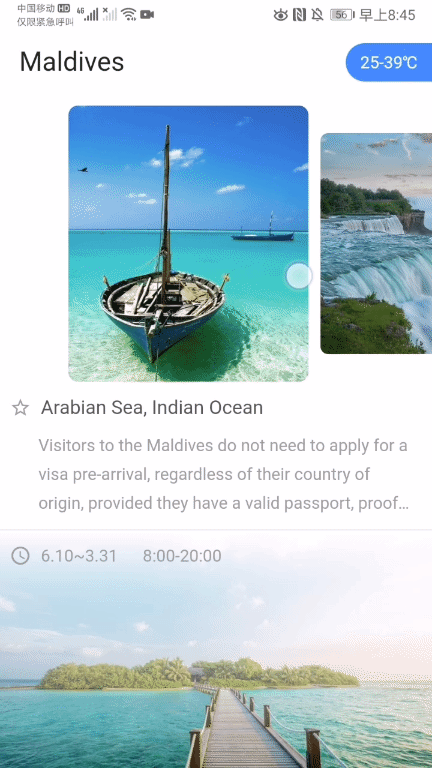 中国移动 HD 4G
仅限紧急呼叫
56 早上8:45
Maldives
25-39℃
Arabian Sea, Indian Ocean
Visitors to the Maldives do not need to apply for a
visa pre-arrival, regardless of their country of
origin, provided they have a valid passport, proof…
6.10~3.31 8:00-20:00